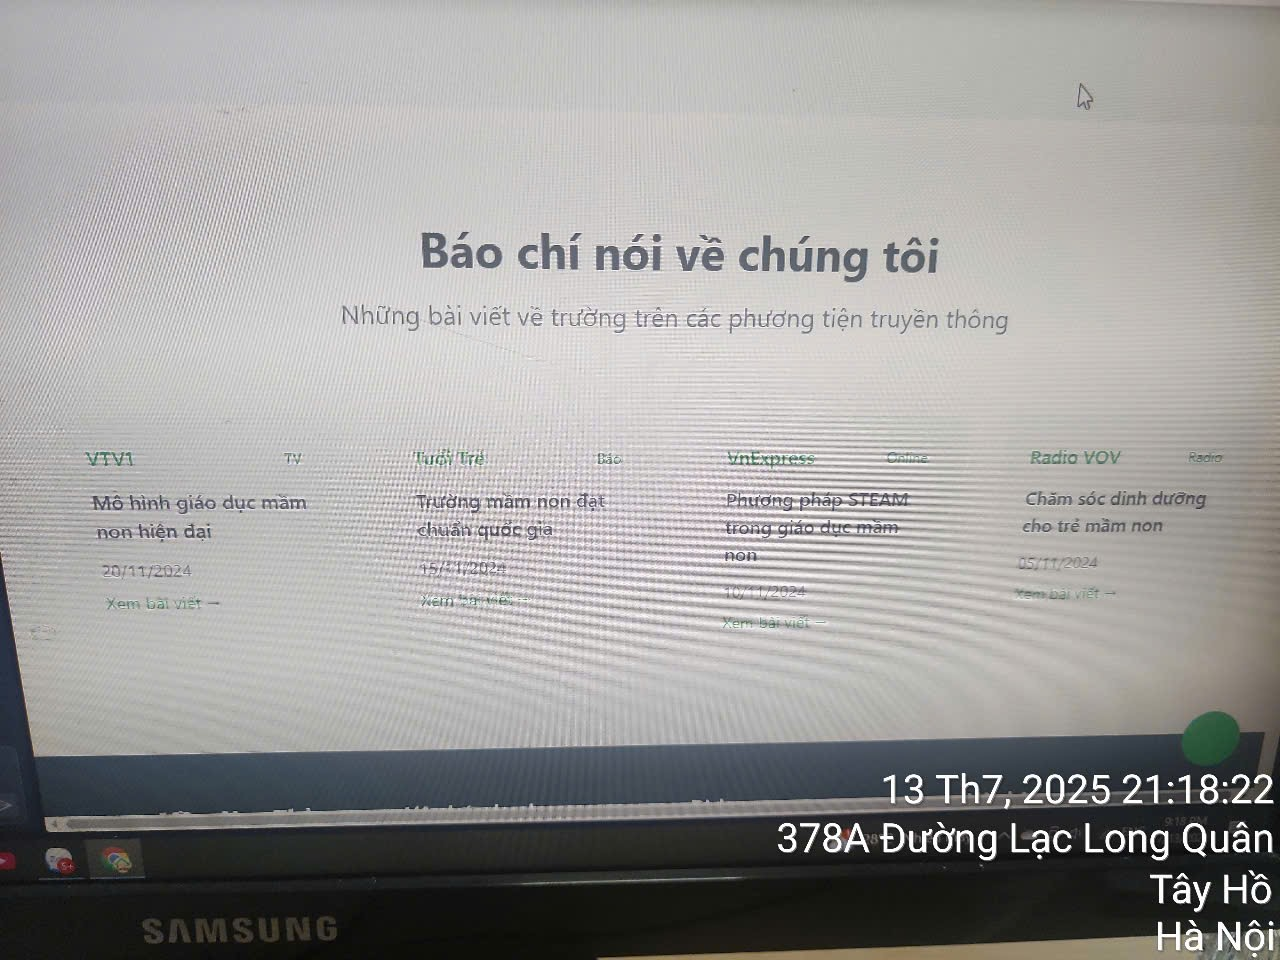 Báo chí nói về chúng tôi
Những bài viết về trường trên các phương tiện truyền thông
VTV1 TV
Mô hình giáo dục mầm
non hiện đại
20/11/2024
Xem bài viết →
Tuổi Trẻ Báo
Trường mầm non đạt
chuẩn quốc gia
15/11/2024
Xem bài viết →
VnExpress Online
Phương pháp STEAM
trong giáo dục mầm
non
10/11/2024
Xem bài viết →
Radio VOV Radio
Chăm sóc dinh dưỡng
cho trẻ mầm non
05/11/2024
Xem bài viết →
13 Th7, 2025 21:18:22
378A Đường Lạc Long Quân
Tây Hồ
Hà Nội
9:18 PM
5+
SAMSUNG